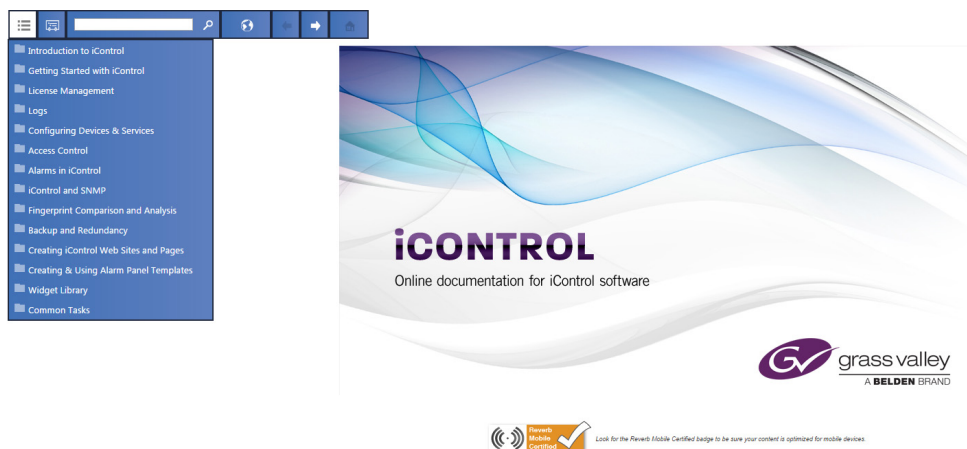 Introduction to iControl
Getting Started with iControl
License Management
Logs
Configuring Devices & Services
Access Control
Alarms in iControl
iControl and SNMP
Fingerprint Comparison and Analysis
Backup and Redundancy
Creating iControl Web Sites and Pages
Creating & Using Alarm Panel Templates
Widget Library
Common Tasks
iCONTROL
Online documentation for iControl software
GV grass valley
A BELDEN BRAND
Reverb
Mobile
Certified
Look for the Reverb Mobile Certified badge to be sure your content is optimized for mobile devices.